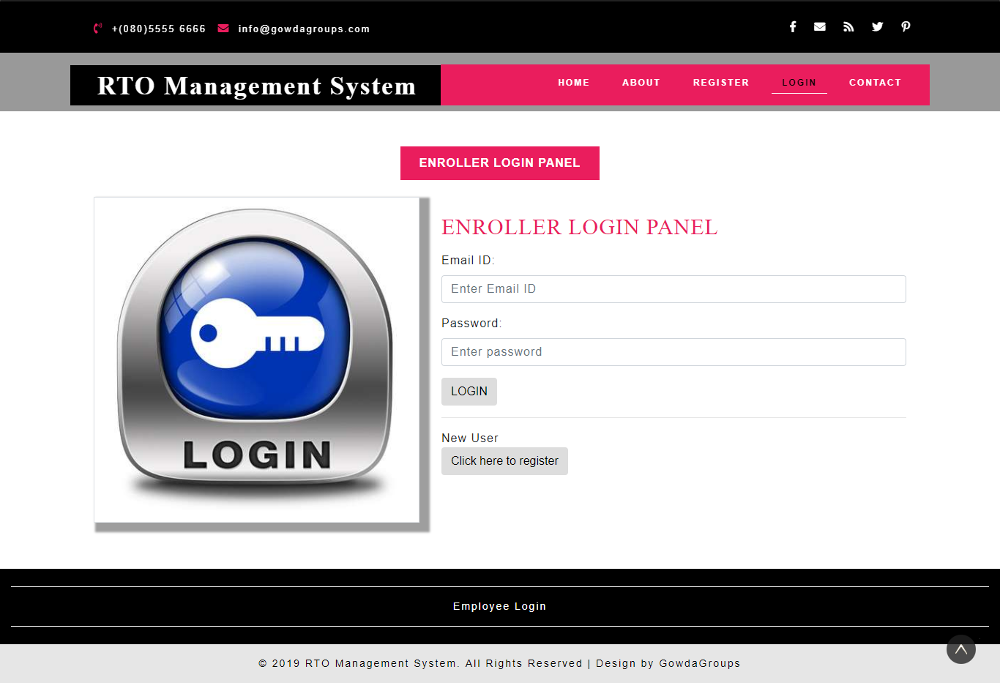 +(080)5555 6666 info@gowdagroups.com
RTO Management System
HOME ABOUT REGISTER LOGIN CONTACT
ENROLLER LOGIN PANEL
LOGIN
ENROLLER LOGIN PANEL
Email ID:
Enter Email ID
Password:
Enter password
LOGIN
New User
Click here to register
Employee Login
© 2019 RTO Management System. All Rights Reserved | Design by GowdaGroups